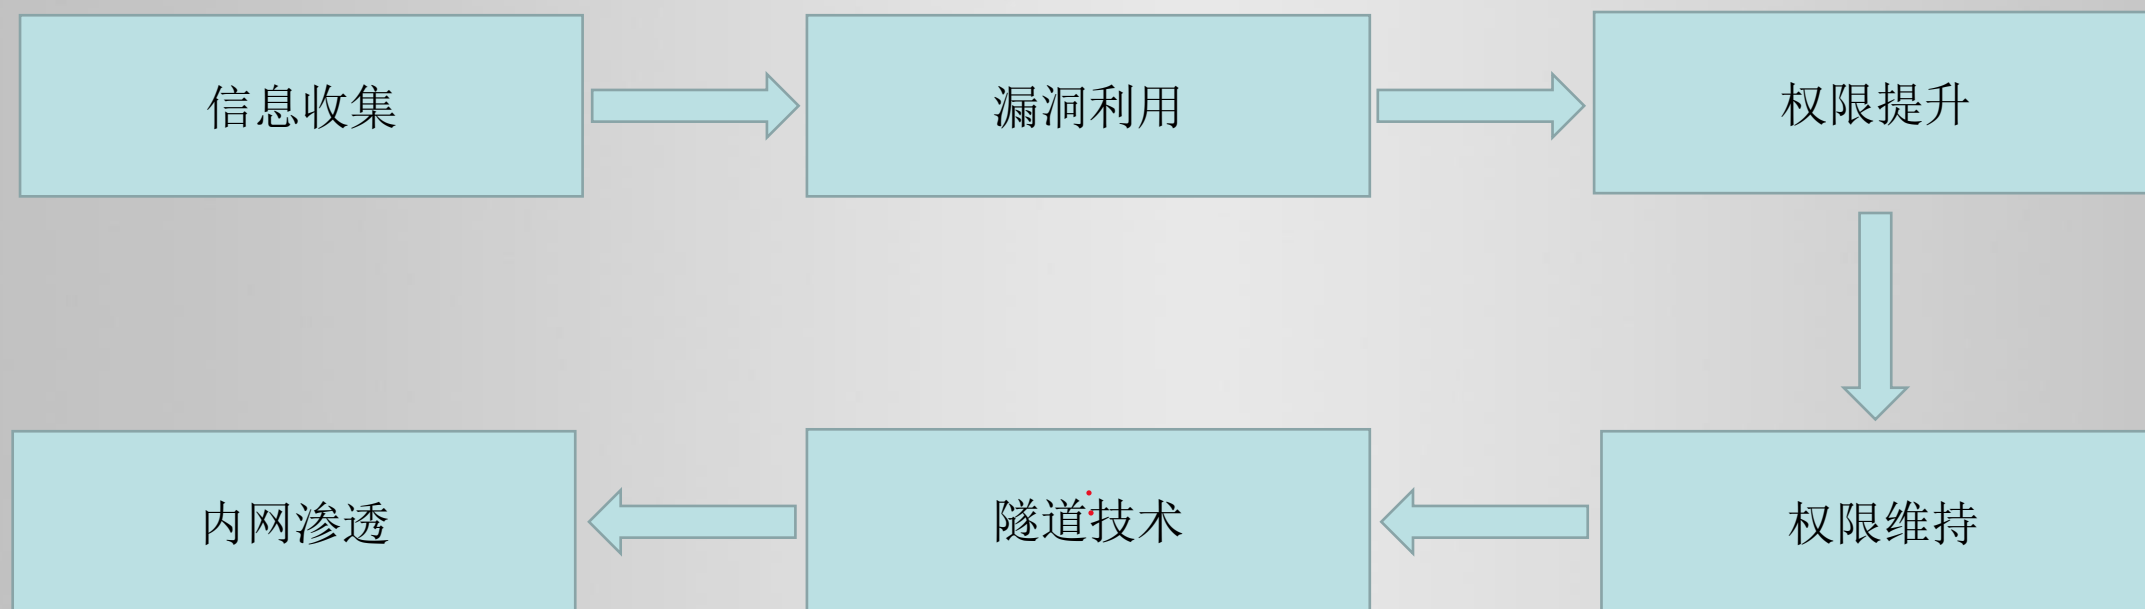 信息收集
漏洞利用
权限提升
内网渗透
隧道技术
权限维持